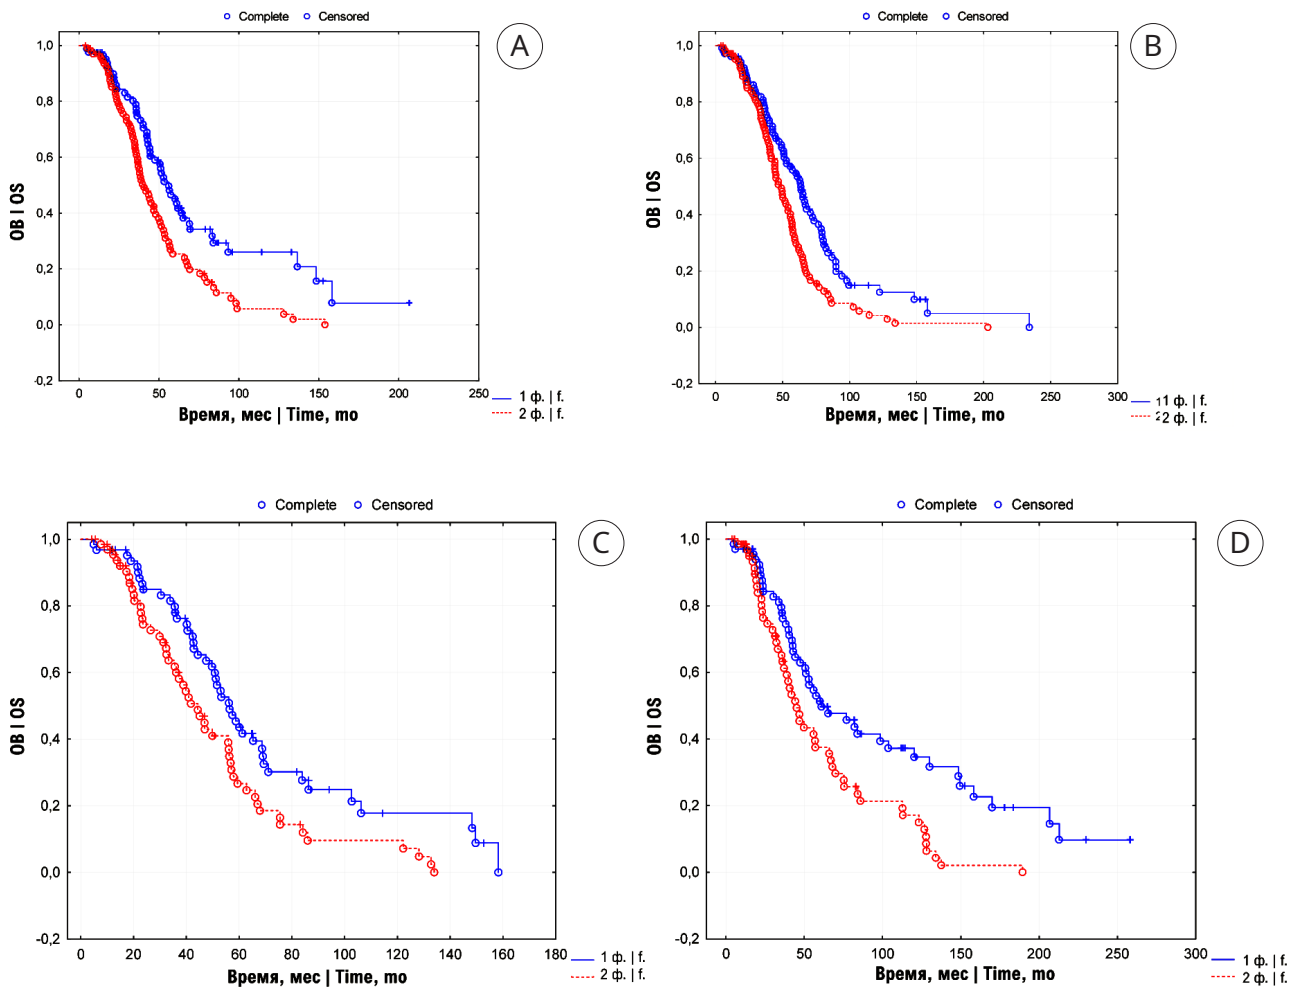 Complete Censored
A
1,0
0,8
0,6
0,4
0,2
0,0
-0,2
OB | OS
0 50 100 150 200 250
Время, мес | Time, mo
1 ф. | f.
2 ф. | f.
Complete Censored
B
1,0
0,8
0,6
0,4
0,2
0,0
-0,2
OB | OS
0 50 100 150 200 250 300
Время, мес | Time, mo
11 ф. | f.
22 ф. | f.
Complete Censored
C
1,0
0,8
0,6
0,4
0,2
0,0
-0,2
OB | OS
0 20 40 60 80 100 120 140 160 180
Время, мес | Time, mo
1 ф. | f.
2 ф. | f.
Complete Censored
D
1,0
0,8
0,6
0,4
0,2
0,0
-0,2
OB | OS
0 50 100 150 200 250 300
Время, мес | Time, mo
1 ф. | f.
2 ф. | f.